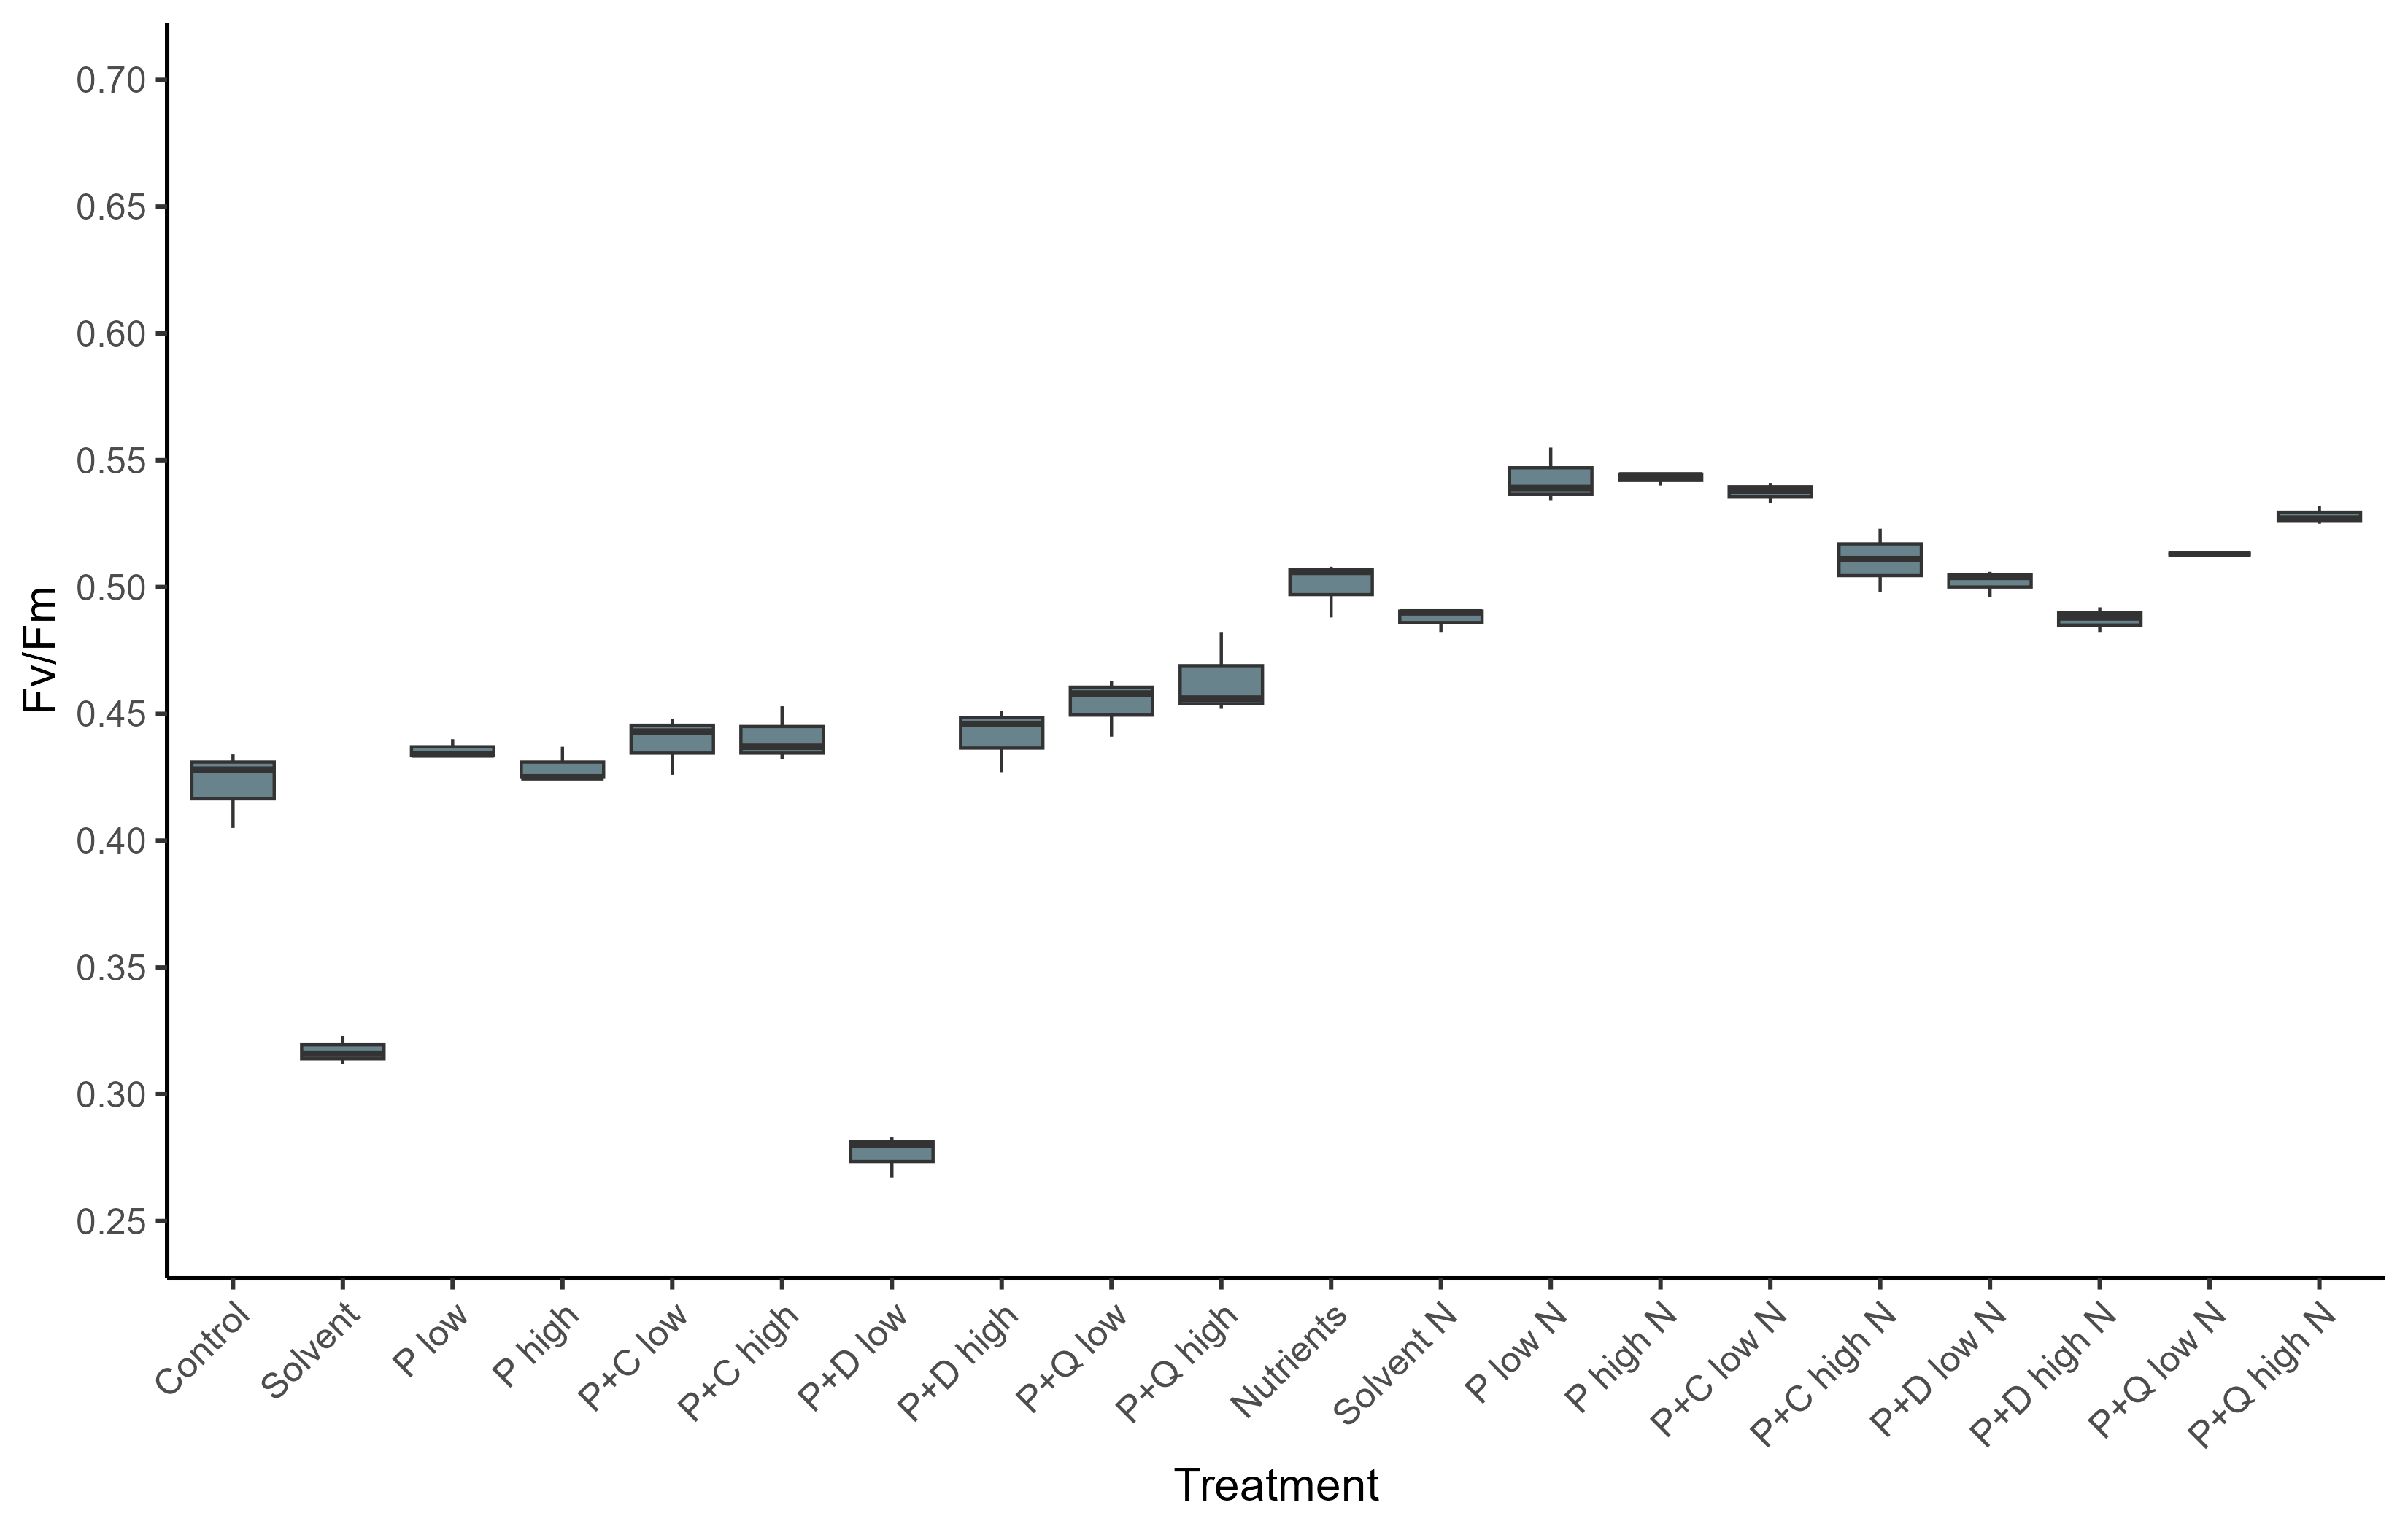 Fv/Fm
0.70
0.65
0.60
0.55
0.50
0.45
0.40
0.35
0.30
0.25
Control
Solvent
P low
P high
P+C low
P+C high
P+D low
P+D high
P+Q low
P+Q high
Nutrients
Solvent N
P low N
P high N
P+C low N
P+C high N
P+D low N
P+D high N
P+Q low N
P+Q high N
Treatment